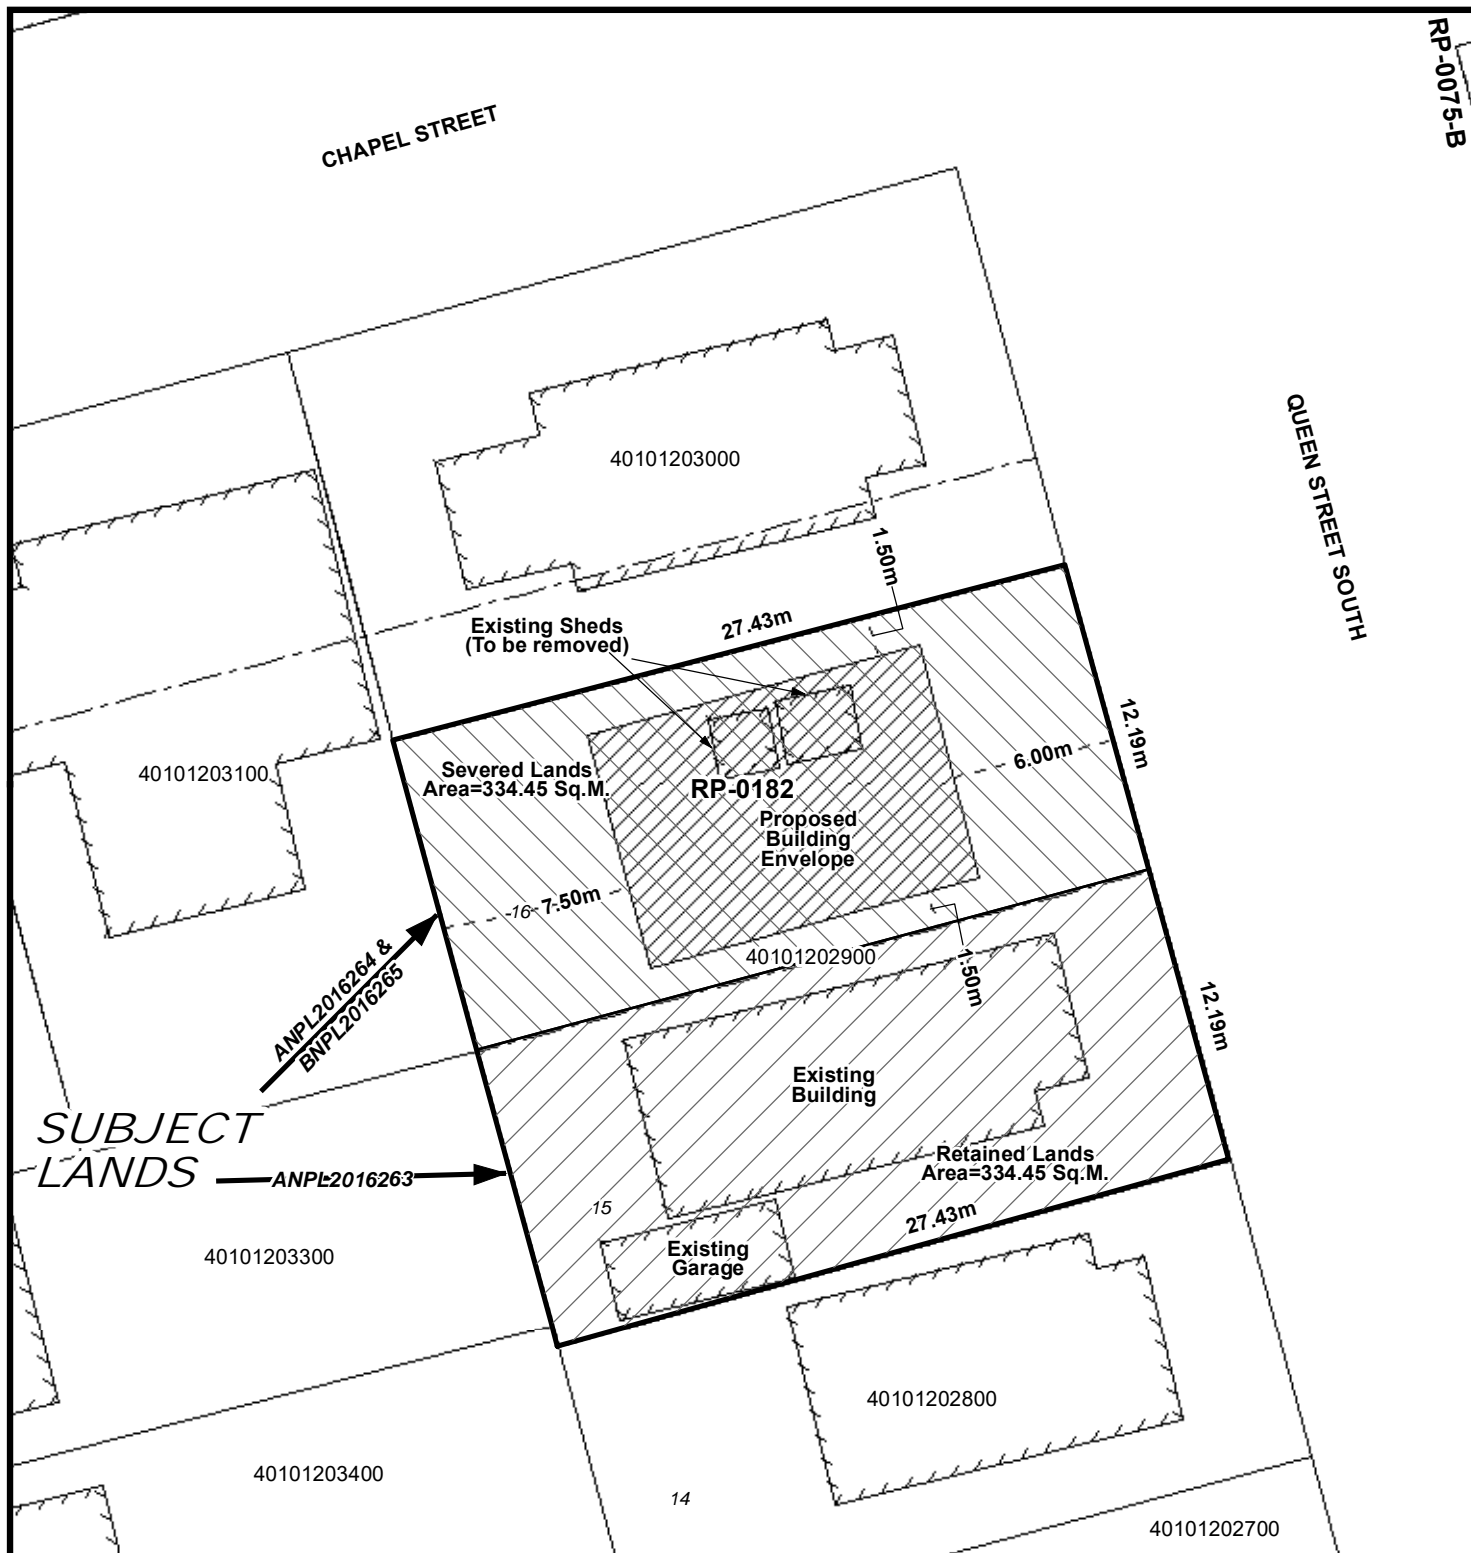 RP-0075-B
CHAPEL STREET
QUEEN STREET SOUTH
40101203000
1.50m
Existing Sheds
(To be removed)
27.43m
12.19m
6.00m
40101203100
Severed Lands
Area=334.45 Sq.M.
RP-0182
Proposed
Building
Envelope
16
7.50m
40101202900
1.50m
ANPL2016264 &
BNPL2016265
12.19m
Existing
Building
SUBJECT
LANDS
ANPL2016263
Retained Lands
Area=334.45 Sq.M.
15
27.43m
40101203300
Existing
Garage
40101202800
40101203400
14
40101202700